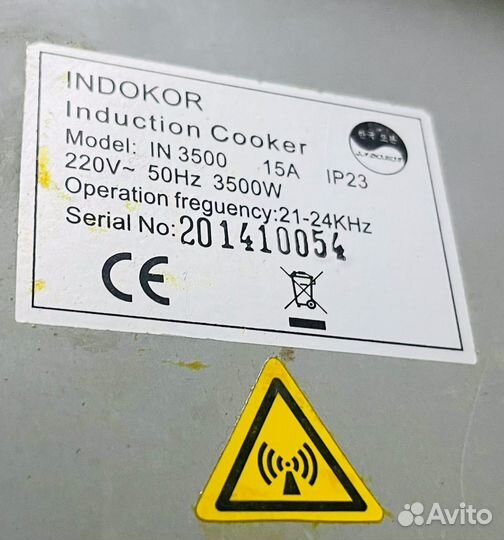 INDOKOR
Induction Cooker
Model: IN 3500 15A IP23
220V~ 50Hz 3500W
Operation freguency:21-24KHz
Serial No:201410054
CE
Avito